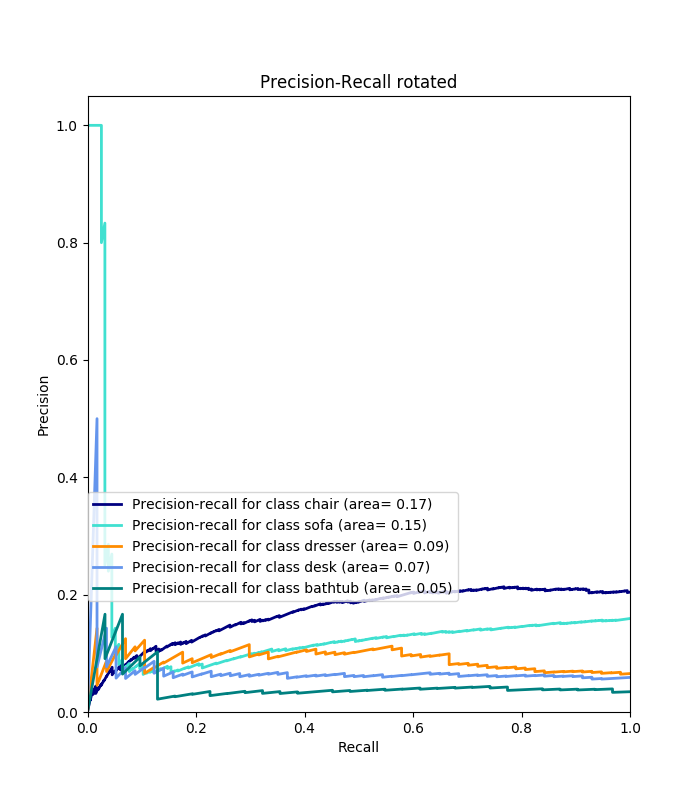 Precision-Recall rotated
1.0
0.8
0.6
0.4
0.2
0.0
Precision
Precision-recall for class chair (area= 0.17)
Precision-recall for class sofa (area= 0.15)
Precision-recall for class dresser (area= 0.09)
Precision-recall for class desk (area= 0.07)
Precision-recall for class bathtub (area= 0.05)
0.0 0.2 0.4 0.6 0.8 1.0
Recall